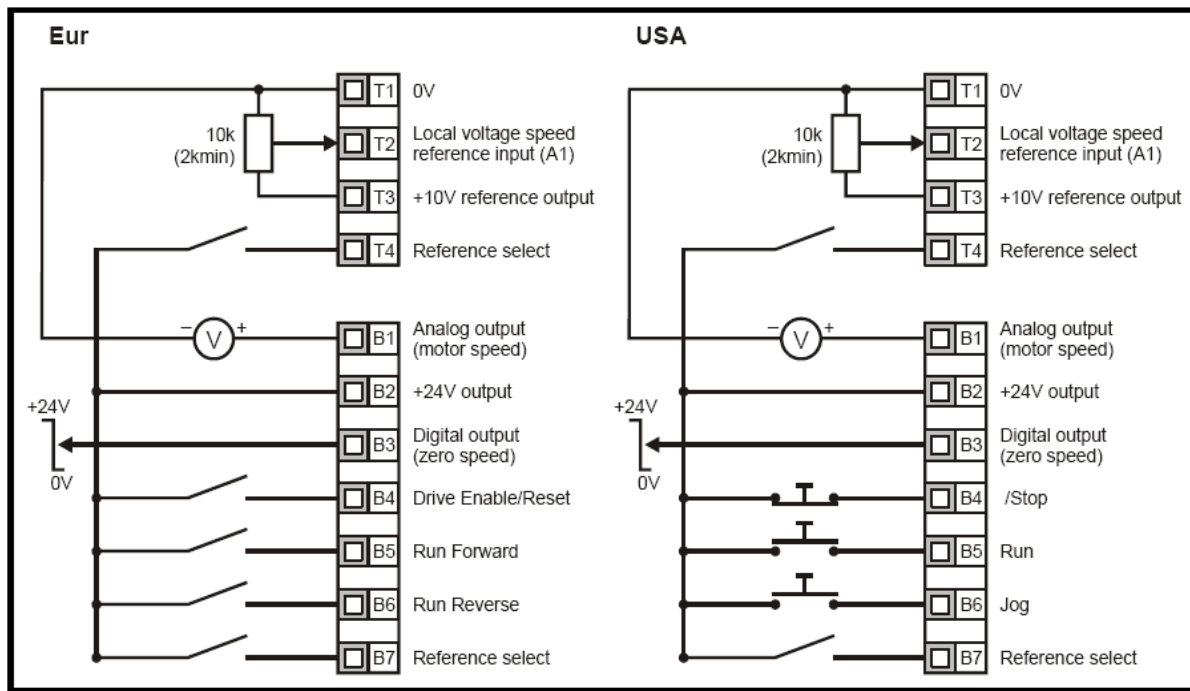 Eur
T1 0V
10k
(2kmin)
T2 Local voltage speed
reference input (A1)
T3 +10V reference output
T4 Reference select
− V +
B1 Analog output
(motor speed)
B2 +24V output
+24V
0V
B3 Digital output
(zero speed)
B4 Drive Enable/Reset
B5 Run Forward
B6 Run Reverse
B7 Reference select
USA
T1 0V
10k
(2kmin)
T2 Local voltage speed
reference input (A1)
T3 +10V reference output
T4 Reference select
− V +
B1 Analog output
(motor speed)
B2 +24V output
+24V
0V
B3 Digital output
(zero speed)
B4 /Stop
B5 Run
B6 Jog
B7 Reference select